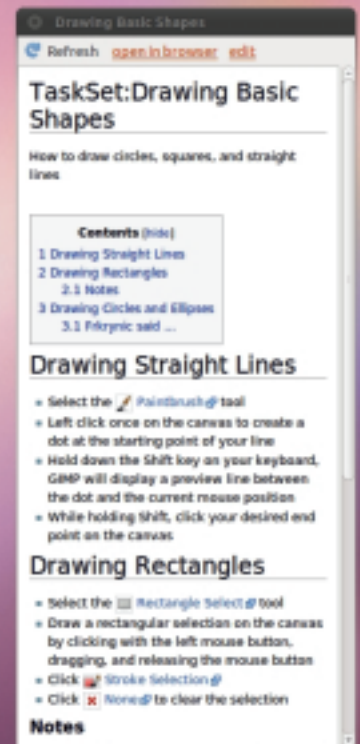 Drawing Basic Shapes
Refresh open in browser edit
TaskSet:Drawing Basic
Shapes
How to draw circles, squares, and straight
lines
Contents [hide]
1 Drawing Straight Lines
2 Drawing Rectangles
2.1 Notes
3 Drawing Circles and Ellipses
3.1 Frkrynic said ...
Drawing Straight Lines
Select the Paintbrush tool
Left click once on the canvas to create a
dot at the starting point of your line
Hold down the Shift key on your keyboard,
GIMP will display a preview line between
the dot and the current mouse position
While holding Shift, click your desired end
point on the canvas
Drawing Rectangles
Select the Rectangle Select tool
Draw a rectangular selection on the canvas
by clicking with the left mouse button,
dragging, and releasing the mouse button
Click Stroke Selection
Click None to clear the selection
Notes